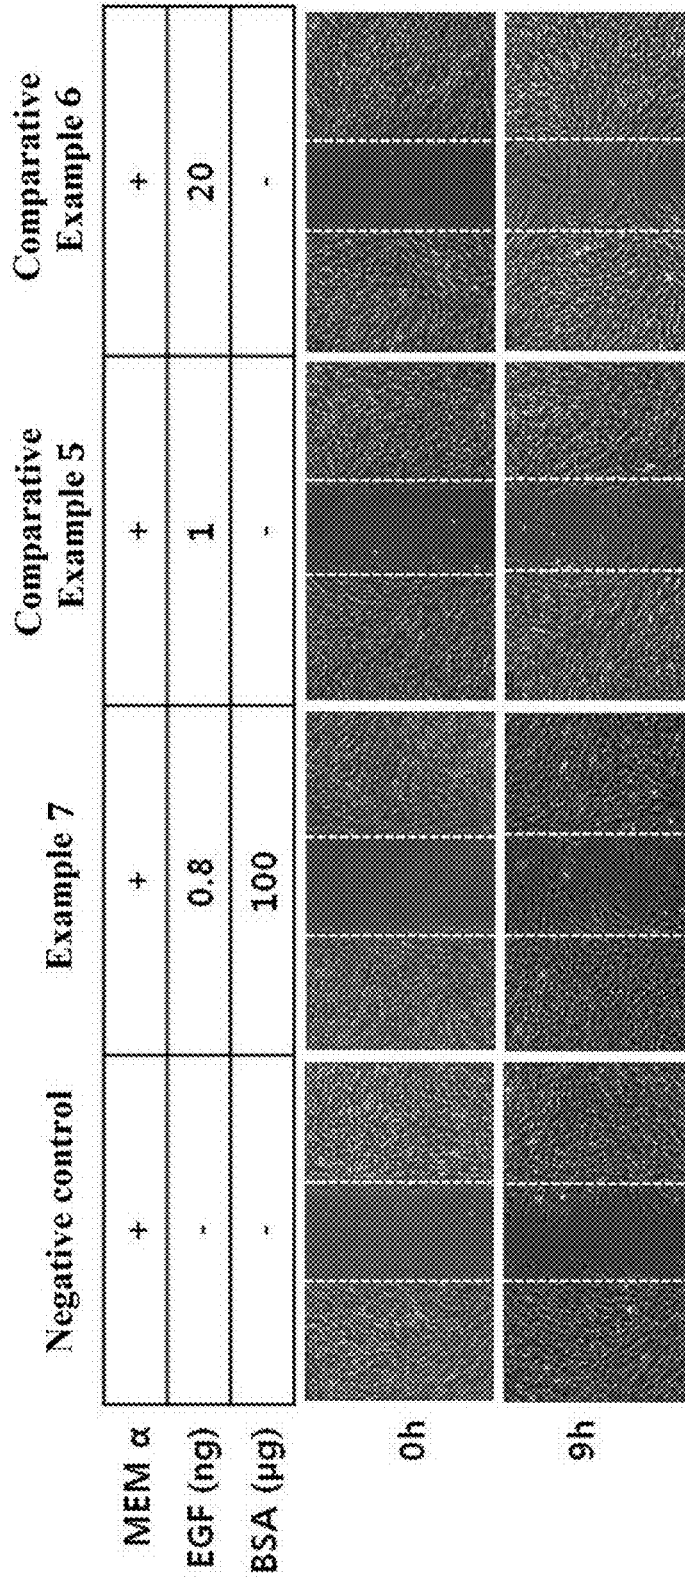 Negative control Example 7 Comparative Example 5 Comparative Example 6
MEM α + + + +
EGF (ng) - 0.8 1 20
BSA (μg) - 100 - -
0h
9h